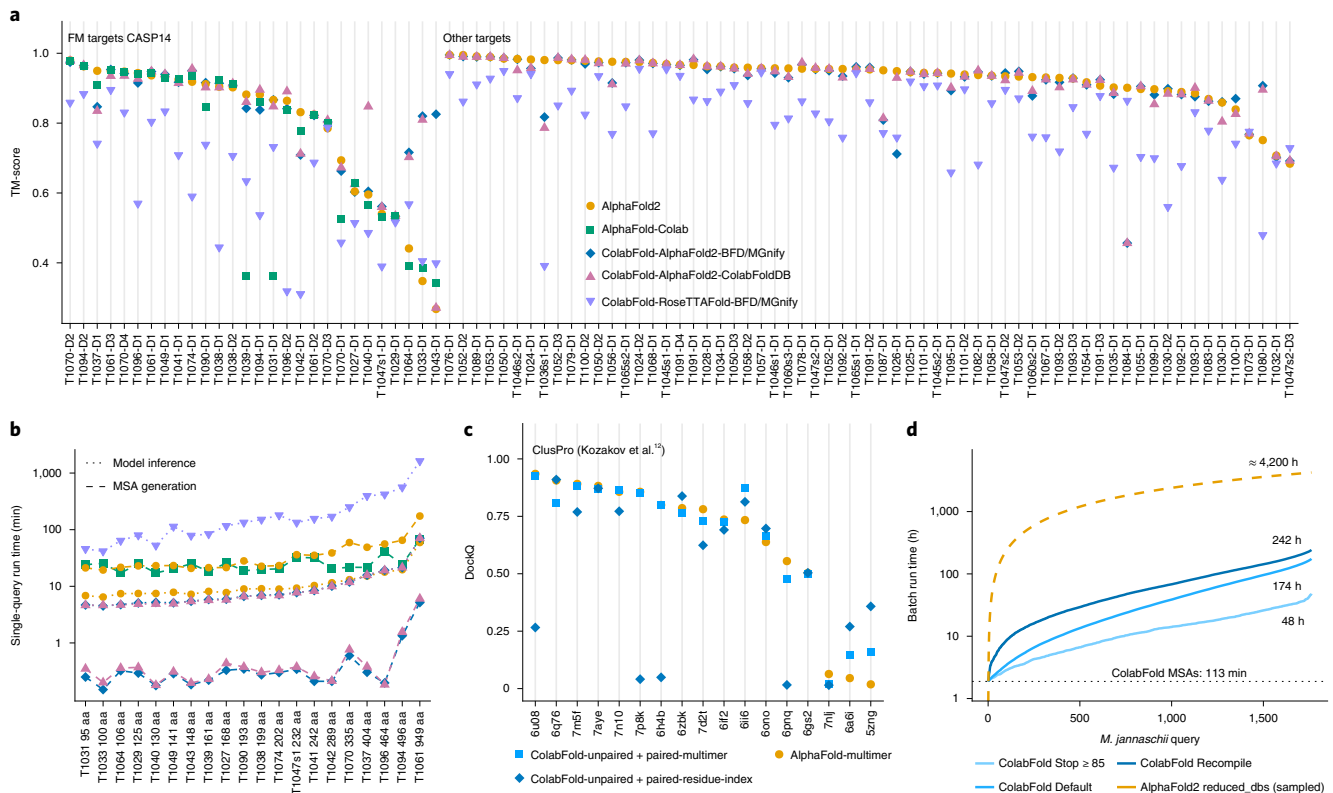 a
FM targets CASP14
Other targets
TM-score
1.0
0.8
0.6
0.4
AlphaFold2
AlphaFold-Colab
ColabFold-AlphaFold2-BFD/MGnify
ColabFold-AlphaFold2-ColabFoldDB
ColabFold-RoseTTAFold-BFD/MGnify
T1070-D2
T1094-D2
T1037-D1
T1061-D3
T1070-D4
T1096-D1
T1061-D1
T1049-D1
T1041-D1
T1074-D1
T1090-D1
T1038-D1
T1038-D2
T1039-D1
T1094-D1
T1031-D1
T1096-D2
T1042-D1
T1061-D2
T1070-D3
T1070-D1
T1027-D1
T1040-D1
T1047s1-D1
T1029-D1
T1064-D1
T1033-D1
T1043-D1
T1076-D1
T1052-D2
T1089-D1
T1053-D1
T1050-D1
T1046s2-D1
T1024-D1
T1036s1-D1
T1052-D3
T1079-D1
T1100-D2
T1050-D2
T1056-D1
T1065s2-D1
T1024-D2
T1068-D1
T1045s1-D1
T1091-D4
T1091-D1
T1028-D1
T1034-D1
T1050-D3
T1058-D2
T1057-D1
T1046s1-D1
T1060s3-D1
T1078-D1
T1047s2-D1
T1092-D2
T1065s1-D1
T1091-D2
T1087-D1
T1026-D1
T1025-D1
T1101-D1
T1045s2-D1
T1095-D1
T1101-D2
T1082-D1
T1058-D1
T1047s2-D2
T1053-D2
T1060s2-D1
T1067-D1
T1093-D2
T1093-D3
T1054-D1
T1091-D3
T1035-D1
T1084-D1
T1055-D1
T1099-D1
T1030-D2
T1092-D1
T1093-D1
T1083-D1
T1030-D1
T1100-D1
T1073-D1
T1080-D1
T1032-D1
T1047s2-D3
b
Model inference
MSA generation
Single-query run time (min)
1,000
100
10
1
T1031 95 aa
T1033 100 aa
T1064 106 aa
T1029 125 aa
T1040 130 aa
T1049 141 aa
T1043 148 aa
T1039 161 aa
T1027 168 aa
T1090 193 aa
T1038 199 aa
T1074 202 aa
T1047s1 232 aa
T1041 242 aa
T1042 289 aa
T1070 335 aa
T1037 404 aa
T1096 464 aa
T1094 496 aa
T1061 949 aa
c
ClusPro (Kozakov et al.12)
DockQ
1.00
0.75
0.50
0.25
0
6u08
6q76
7m5f
7aye
7n10
7p8k
6h4b
6zbk
7d2t
6if2
6ii6
6ono
6pnq
6gs2
7nlj
6a6i
5zng
ColabFold-unpaired + paired-multimer
AlphaFold-multimer
ColabFold-unpaired + paired-residue-index
d
Batch run time (h)
1,000
100
10
1
≈ 4,200 h
242 h
174 h
48 h
ColabFold MSAs: 113 min
0
500
1,000
1,500
M. jannaschii query
ColabFold Stop ≥ 85
ColabFold Recompile
ColabFold Default
AlphaFold2 reduced_dbs (sampled)